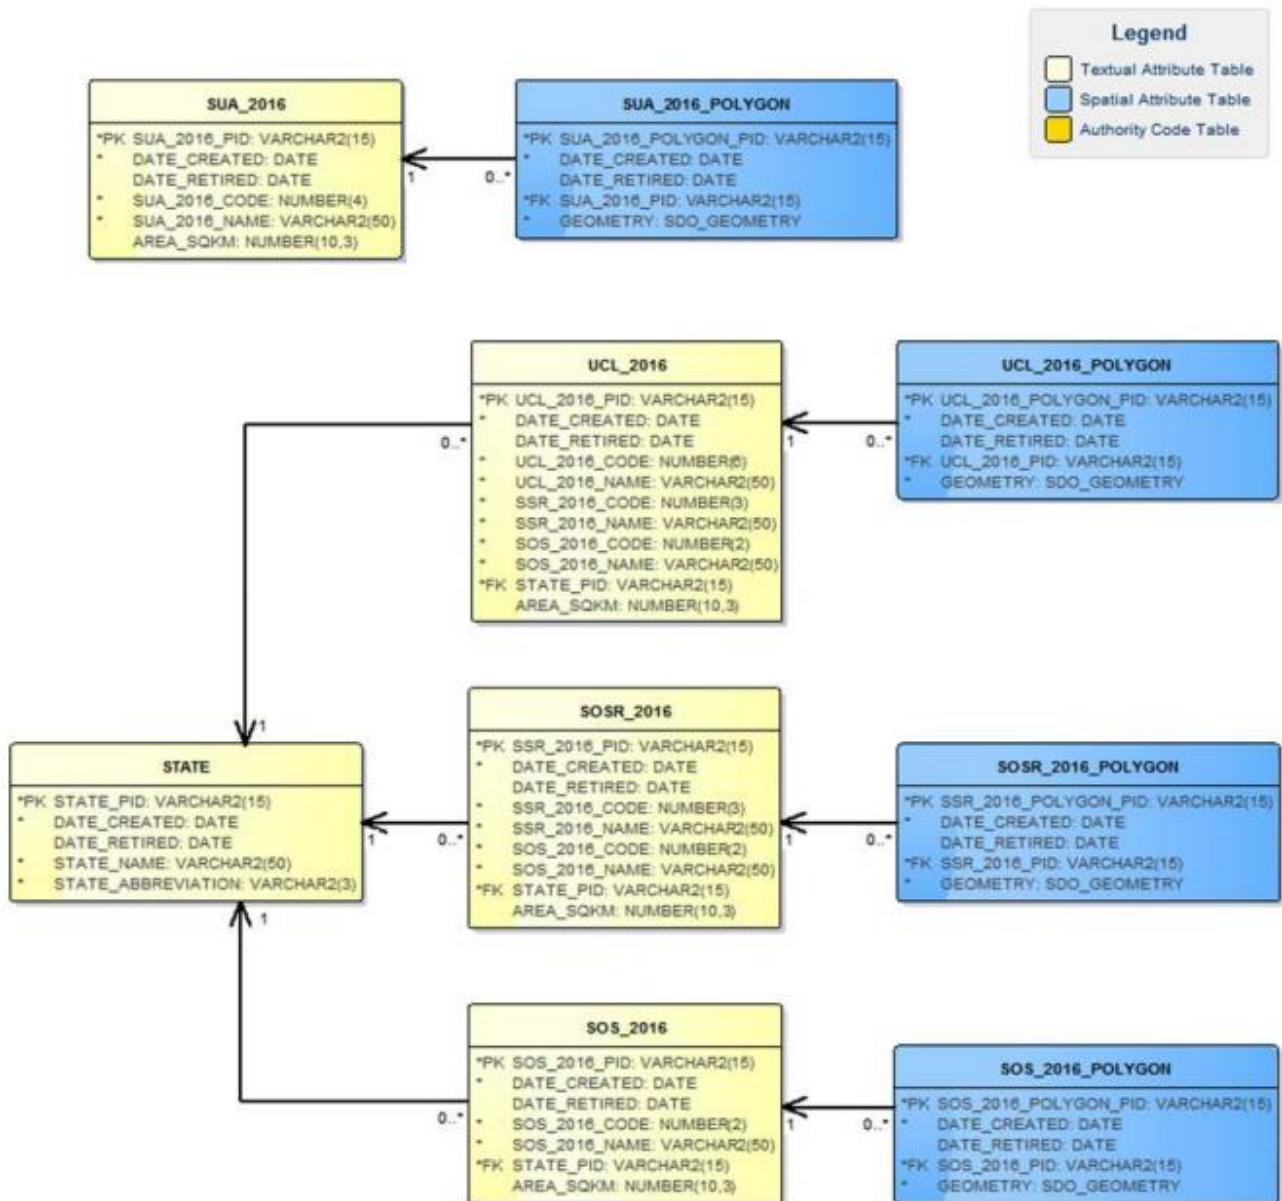 Legend
Textual Attribute Table
Spatial Attribute Table
Authority Code Table
SUA_2016
*PK SUA_2016_PID: VARCHAR2(15)
* DATE_CREATED: DATE
DATE_RETIRED: DATE
* SUA_2016_CODE: NUMBER(4)
* SUA_2016_NAME: VARCHAR2(50)
AREA_SQKM: NUMBER(10,3)
1
0..*
SUA_2016_POLYGON
*PK SUA_2016_POLYGON_PID: VARCHAR2(15)
* DATE_CREATED: DATE
DATE_RETIRED: DATE
*FK SUA_2016_PID: VARCHAR2(15)
* GEOMETRY: SDO_GEOMETRY
UCL_2016
*PK UCL_2016_PID: VARCHAR2(15)
* DATE_CREATED: DATE
DATE_RETIRED: DATE
* UCL_2016_CODE: NUMBER(6)
* UCL_2016_NAME: VARCHAR2(50)
* SSR_2016_CODE: NUMBER(3)
* SSR_2016_NAME: VARCHAR2(50)
* SOS_2016_CODE: NUMBER(2)
* SOS_2016_NAME: VARCHAR2(50)
*FK STATE_PID: VARCHAR2(15)
AREA_SQKM: NUMBER(10,3)
0..*
1
0..*
UCL_2016_POLYGON
*PK UCL_2016_POLYGON_PID: VARCHAR2(15)
* DATE_CREATED: DATE
DATE_RETIRED: DATE
*FK UCL_2016_PID: VARCHAR2(15)
* GEOMETRY: SDO_GEOMETRY
1
STATE
*PK STATE_PID: VARCHAR2(15)
* DATE_CREATED: DATE
DATE_RETIRED: DATE
* STATE_NAME: VARCHAR2(50)
* STATE_ABBREVIATION: VARCHAR2(3)
1
0..*
SOSR_2016
*PK SSR_2016_PID: VARCHAR2(15)
* DATE_CREATED: DATE
DATE_RETIRED: DATE
* SSR_2016_CODE: NUMBER(3)
* SSR_2016_NAME: VARCHAR2(50)
* SOS_2016_CODE: NUMBER(2)
* SOS_2016_NAME: VARCHAR2(50)
*FK STATE_PID: VARCHAR2(15)
AREA_SQKM: NUMBER(10,3)
1
0..*
SOSR_2016_POLYGON
*PK SSR_2016_POLYGON_PID: VARCHAR2(15)
* DATE_CREATED: DATE
DATE_RETIRED: DATE
*FK SSR_2016_PID: VARCHAR2(15)
* GEOMETRY: SDO_GEOMETRY
1
0..*
SOS_2016
*PK SOS_2016_PID: VARCHAR2(15)
* DATE_CREATED: DATE
DATE_RETIRED: DATE
* SOS_2016_CODE: NUMBER(2)
* SOS_2016_NAME: VARCHAR2(50)
*FK STATE_PID: VARCHAR2(15)
AREA_SQKM: NUMBER(10,3)
1
0..*
SOS_2016_POLYGON
*PK SOS_2016_POLYGON_PID: VARCHAR2(15)
* DATE_CREATED: DATE
DATE_RETIRED: DATE
*FK SOS_2016_PID: VARCHAR2(15)
* GEOMETRY: SDO_GEOMETRY